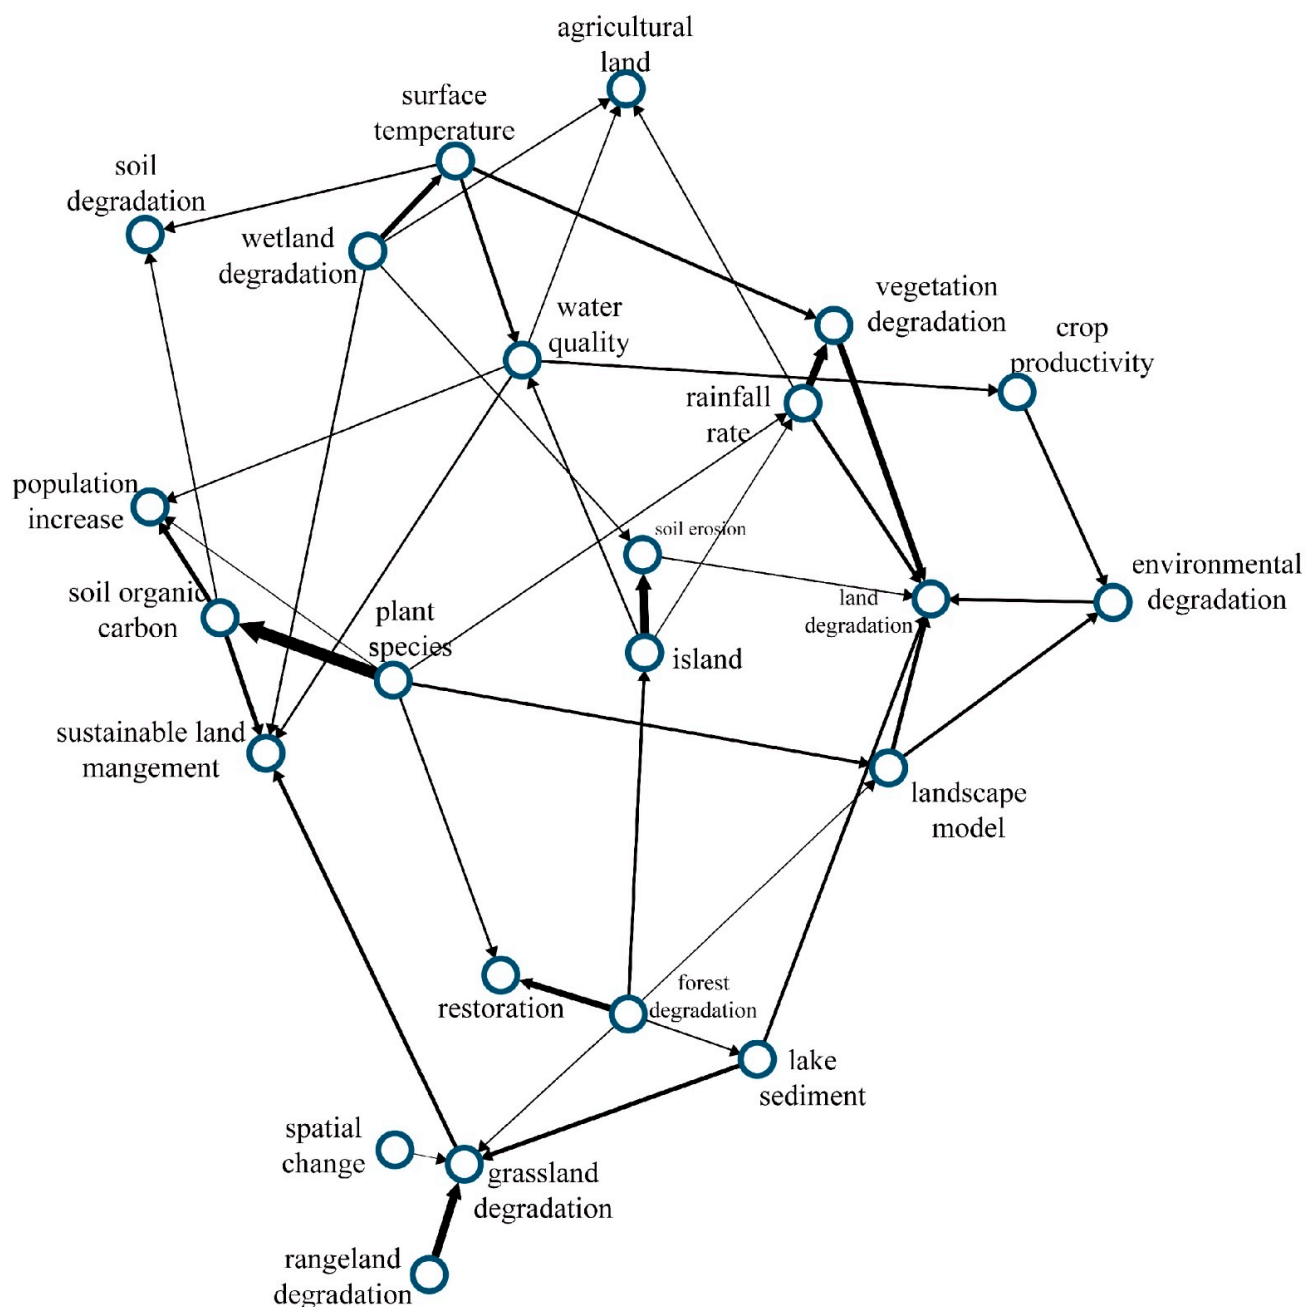 agricultural
land
surface
temperature
soil
degradation
wetland
degradation
water
quality
vegetation
degradation
crop
productivity
rainfall
rate
population
increase
soil erosion
environmental
degradation
land
degradation
soil organic
carbon
plant
species
island
sustainable land
mangement
landscape
model
restoration
forest
degradation
lake
sediment
spatial
change
grassland
degradation
rangeland
degradation